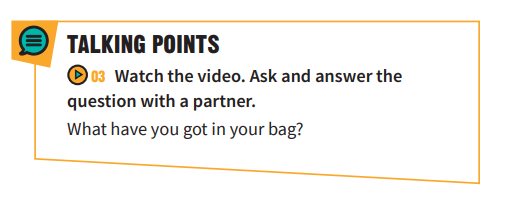 TALKING POINTS
03 Watch the video. Ask and answer the
question with a partner.
What have you got in your bag?